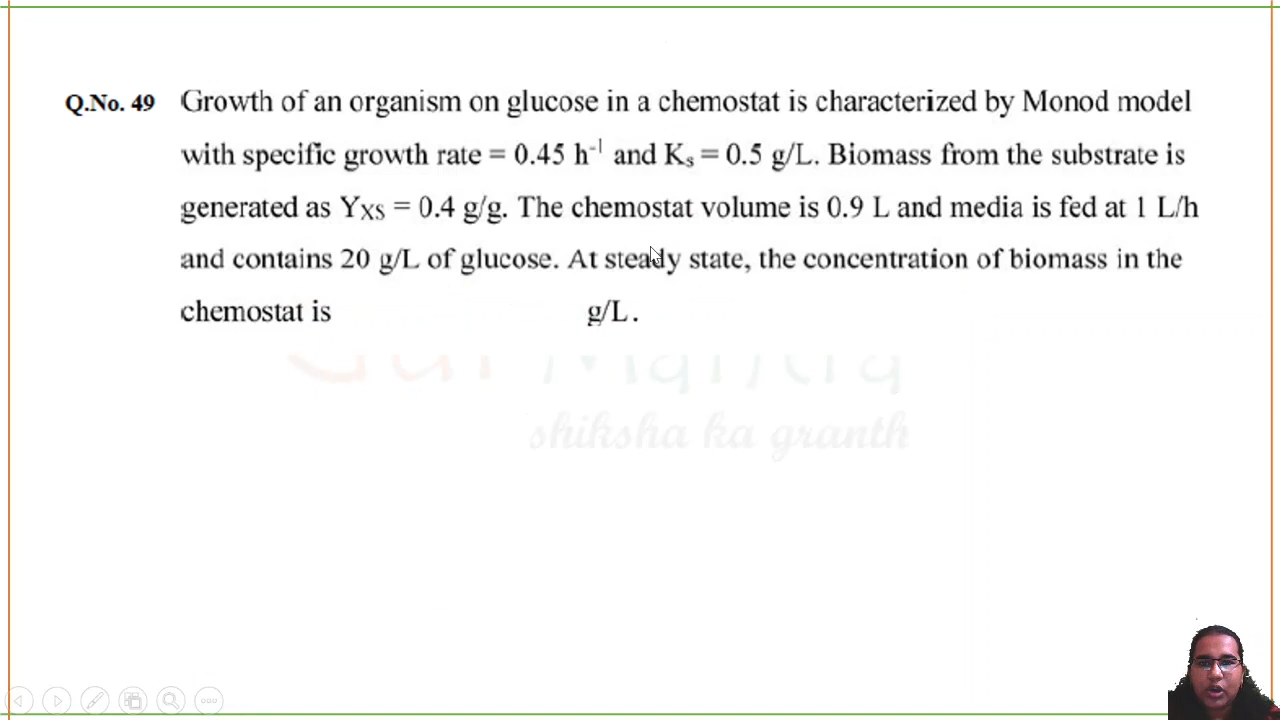 Q.No. 49 Growth of an organism on glucose in a chemostat is characterized by Monod model
with specific growth rate = 0.45 h⁻¹ and Kₛ = 0.5 g/L. Biomass from the substrate is
generated as YXS = 0.4 g/g. The chemostat volume is 0.9 L and media is fed at 1 L/h
and contains 20 g/L of glucose. At steady state, the concentration of biomass in the
chemostat is g/L.
shiksha ka granth